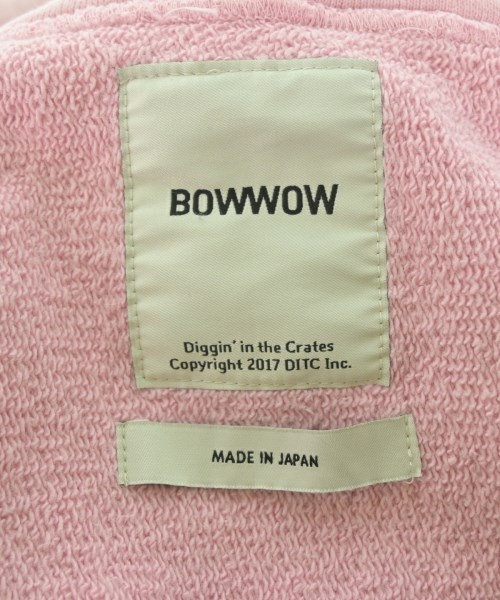 BOWWOW
Diggin' in the Crates
Copyright 2017 DITC Inc.
MADE IN JAPAN